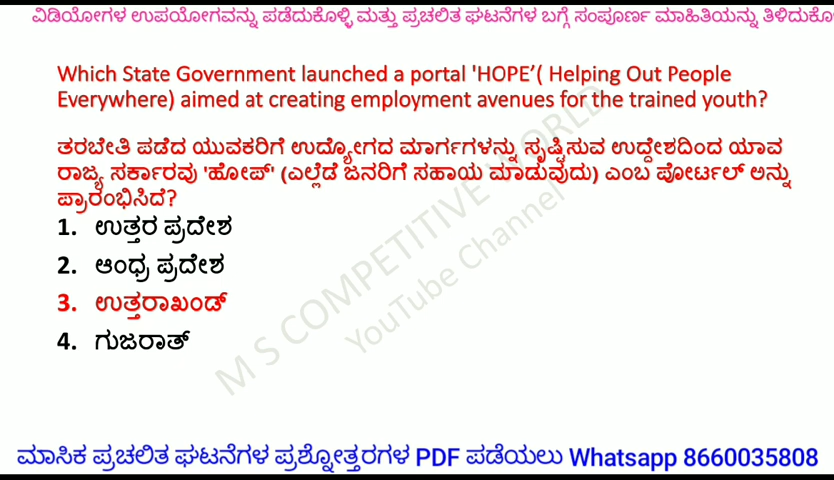 ವಿಡಿಯೋಗಳ ಉಪಯೋಗವನ್ನು ಪಡೆದುಕೊಳ್ಳಿ ಮತ್ತು ಪ್ರಚಲಿತ ಘಟನೆಗಳ ಬಗ್ಗೆ ಸಂಪೂರ್ಣ ಮಾಹಿತಿಯನ್ನು
Which State Government launched a portal 'HOPE’( Helping Out People
Everywhere) aimed at creating employment avenues for the trained youth?
ತರಬೇತಿ ಪಡೆದ ಯುವಕರಿಗೆ ಉದ್ಯೋಗದ ಮಾರ್ಗಗಳನ್ನು ಸೃಷ್ಟಿಸುವ ಉದ್ದೇಶದಿಂದ ಯಾವ
ರಾಜ್ಯ ಸರ್ಕಾರವು 'ಹೋಪ್' (ಎಲ್ಲೆಡೆ ಜನರಿಗೆ ಸಹಾಯ ಮಾಡುವುದು) ಎಂಬ ಪೋರ್ಟಲ್ ಅನ್ನು
ಪ್ರಾರಂಭಿಸಿದೆ?
1. ಉತ್ತರ ಪ್ರದೇಶ
2. ಆಂಧ್ರ ಪ್ರದೇಶ
3. ಉತ್ತರಾಖಂಡ್
4. ಗುಜರಾತ್
M S COMPETITIVE WORLD
YouTube Channel
ಮಾಸಿಕ ಪ್ರಚಲಿತ ಘಟನೆಗಳ ಪ್ರಶ್ನೋತ್ತರಗಳ PDF ಪಡೆಯಲು Whatsapp 8660035808